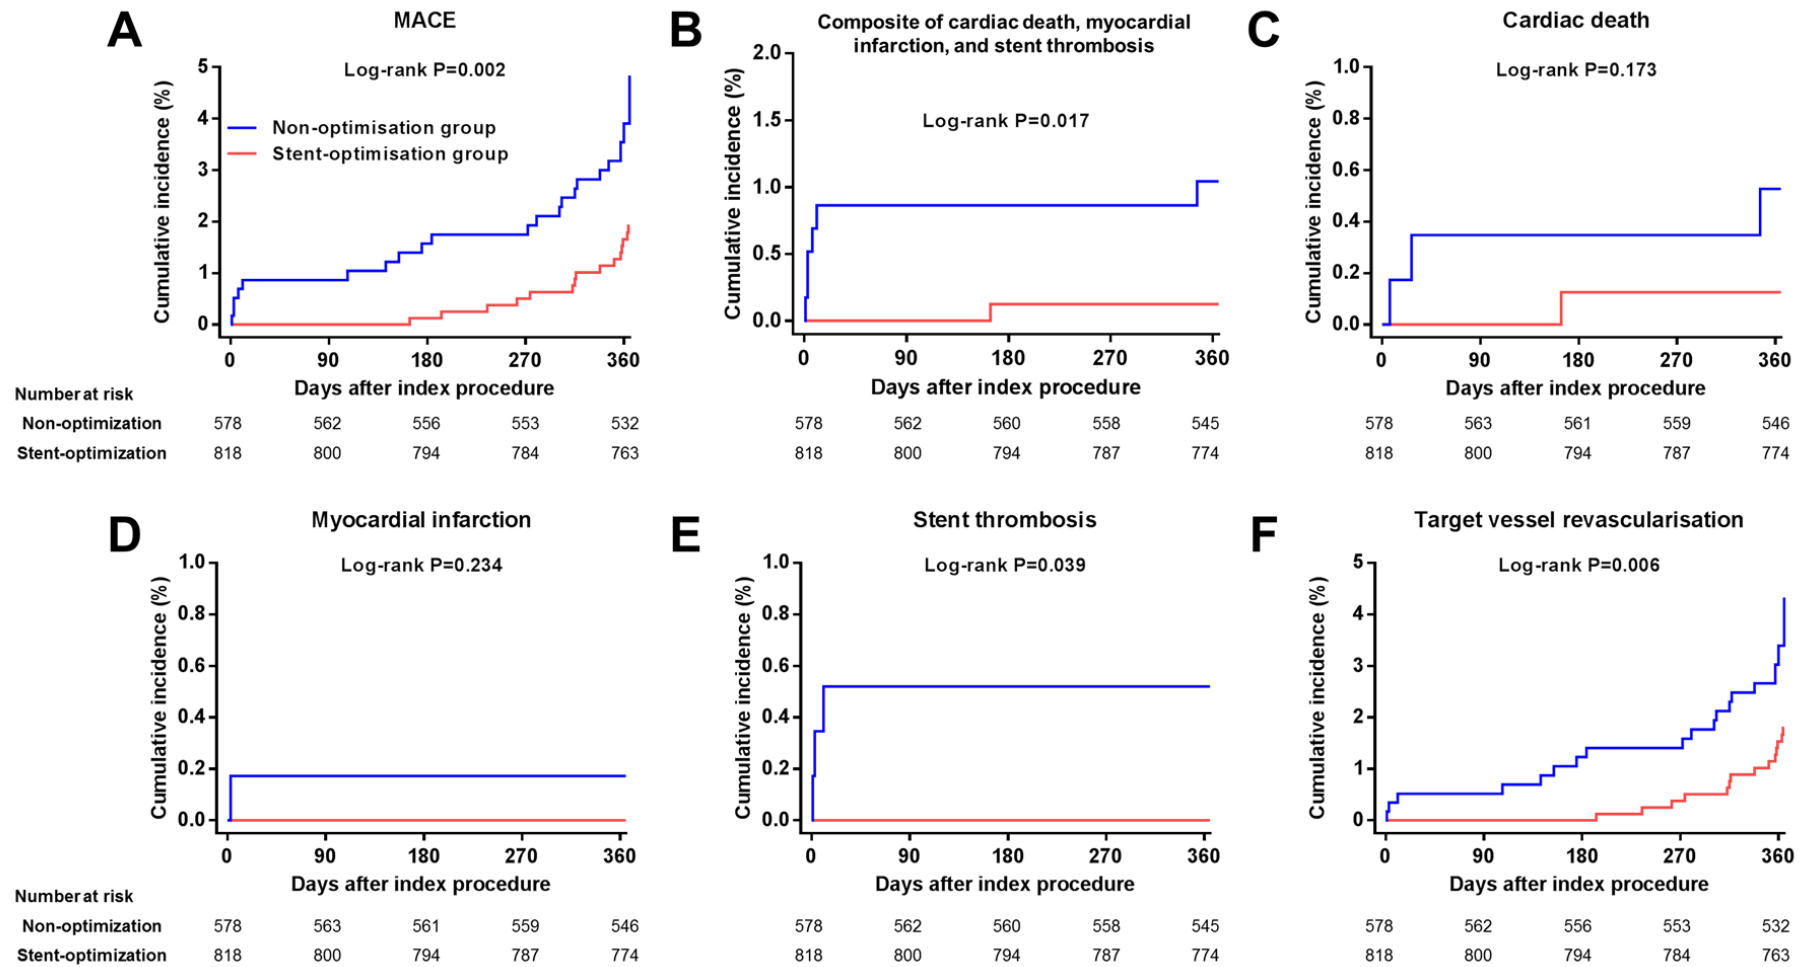 A
MACE
Log-rank P=0.002
Cumulative incidence (%)
5
4
3
2
1
0
Non-optimisation group
Stent-optimisation group
0 90 180 270 360
Days after index procedure
B
Composite of cardiac death, myocardial
infarction, and stent thrombosis
Log-rank P=0.017
Cumulative incidence (%)
2.0
1.5
1.0
0.5
0.0
0 90 180 270 360
Days after index procedure
C
Cardiac death
Log-rank P=0.173
Cumulative incidence (%)
1.0
0.8
0.6
0.4
0.2
0.0
0 90 180 270 360
Days after index procedure
Number at risk
Non-optimization 578 562 556 553 532 578 562 560 558 545 578 563 561 559 546
Stent-optimization 818 800 794 784 763 818 800 794 787 774 818 800 794 787 774
D
Myocardial infarction
Log-rank P=0.234
Cumulative incidence (%)
1.0
0.8
0.6
0.4
0.2
0.0
0 90 180 270 360
Days after index procedure
E
Stent thrombosis
Log-rank P=0.039
Cumulative incidence (%)
1.0
0.8
0.6
0.4
0.2
0.0
0 90 180 270 360
Days after index procedure
F
Target vessel revascularisation
Log-rank P=0.006
Cumulative incidence (%)
5
4
3
2
1
0
0 90 180 270 360
Days after index procedure
Number at risk
Non-optimization 578 563 561 559 546 578 562 560 558 545 578 562 556 553 532
Stent-optimization 818 800 794 787 774 818 800 794 787 774 818 800 794 784 763